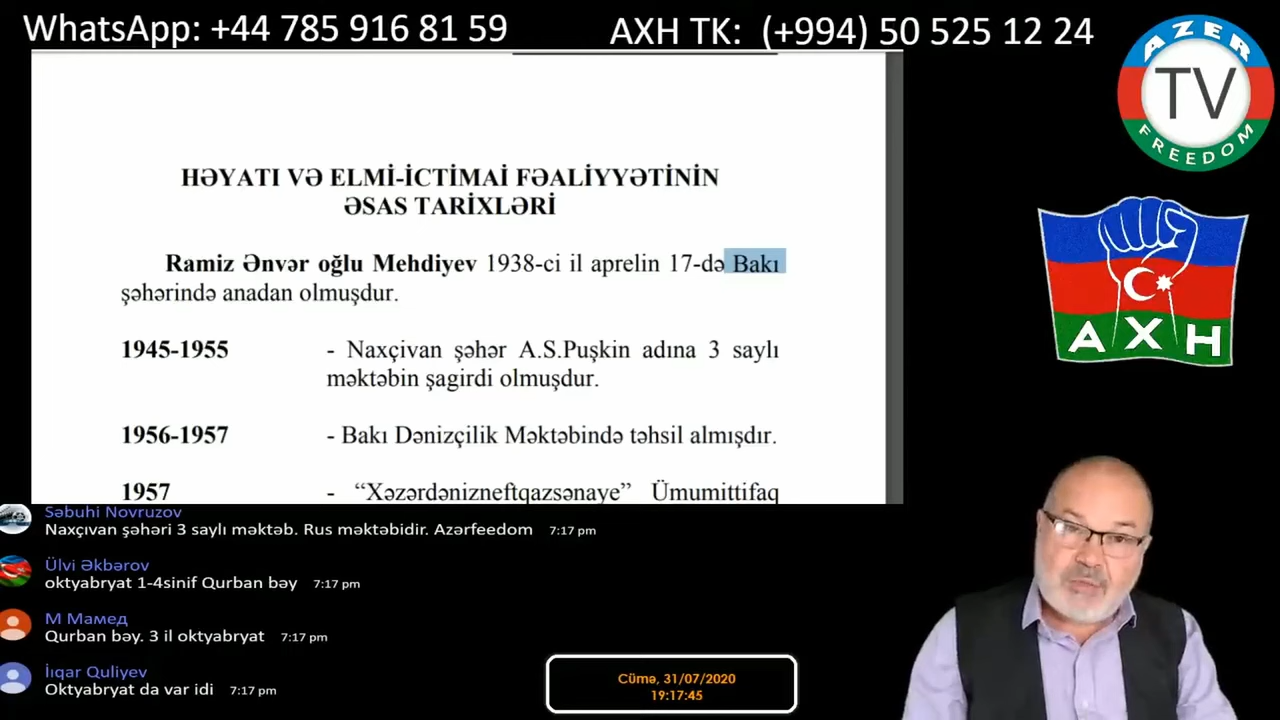 WhatsApp: +44 785 916 81 59
AXH TK: (+994) 50 525 12 24
AZER
TV
FREEDOM
HƏYATI VƏ ELMİ-İCTİMAİ FƏALİYYƏTİNİN
ƏSAS TARİXLƏRİ
Ramiz Ənvər oğlu Mehdiyev 1938-ci il aprelin 17-də Bakı
şəhərində anadan olmuşdur.
1945-1955 - Naxçivan şəhər A.S.Puşkin adına 3 saylı
məktəbin şagirdi olmuşdur.
1956-1957 - Bakı Dənizçilik Məktəbində təhsil almışdır.
1957 - “Xəzərdənizneftqazsənaye” Ümumittifaq
AXH
Səbuhi Novruzov
Naxçıvan şəhəri 3 saylı məktəb. Rus məktəbidir. Azərfeedom 7:17 pm
Ülvi Əkbərov
oktyabryat 1-4sinif Qurban bəy 7:17 pm
М Мамед
Qurban bəy. 3 il oktyabryat 7:17 pm
İıqar Quliyev
Oktyabryat da var idi 7:17 pm
Cümə, 31/07/2020
19:17:45